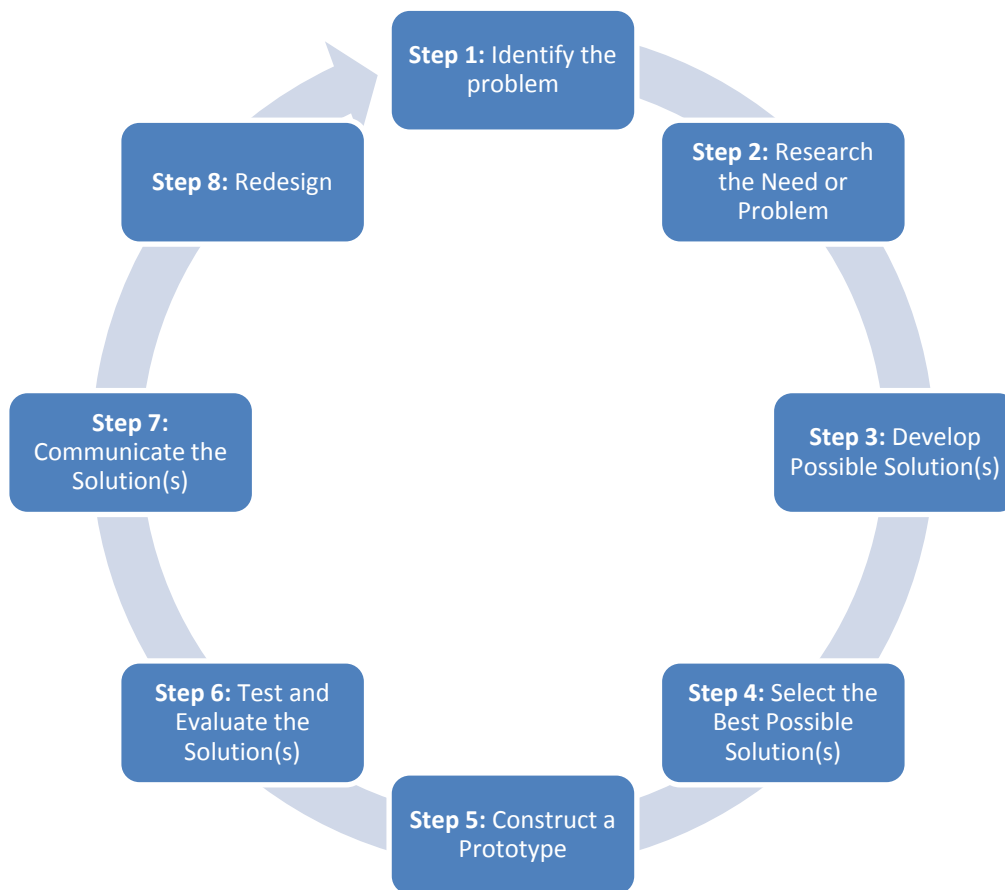 Step 1: Identify the
problem
Step 2: Research
the Need or
Problem
Step 3: Develop
Possible Solution(s)
Step 4: Select the
Best Possible
Solution(s)
Step 5: Construct a
Prototype
Step 6: Test and
Evaluate the
Solution(s)
Step 7:
Communicate the
Solution(s)
Step 8: Redesign